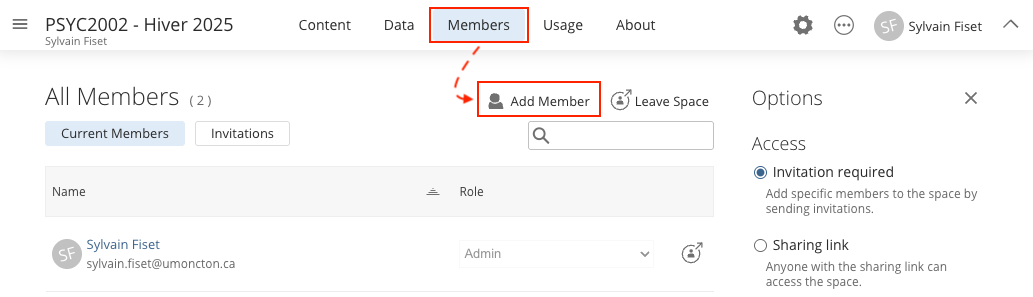 PSYC2002 - Hiver 2025
Sylvain Fiset
Content Data Members Usage About
SF Sylvain Fiset
All Members ( 2 )
Add Member Leave Space
Current Members Invitations
Name Role
SF Sylvain Fiset
sylvain.fiset@umoncton.ca
Admin
Options
Access
Invitation required
Add specific members to the space by
sending invitations.
Sharing link
Anyone with the sharing link can
access the space.